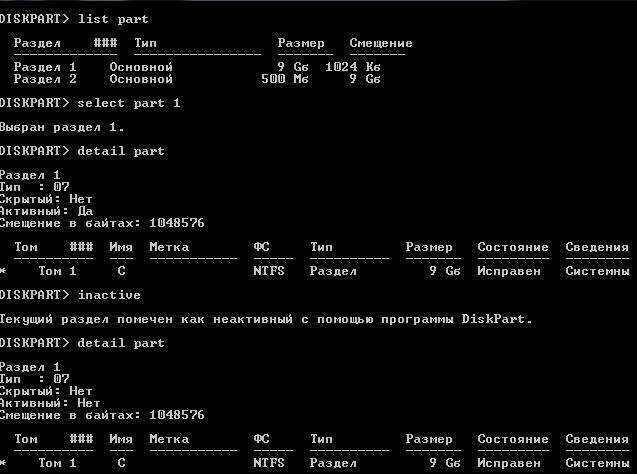 DISKPART> list part
Раздел ### Тип Размер Смещение
------------- ---------------- ------- --------
Раздел 1 Основной 9 Gб 1024 Кб
Раздел 2 Основной 500 Мб 9 Gб
DISKPART> select part 1
Выбран раздел 1.
DISKPART> detail part
Раздел 1
Тип : 07
Скрытый: Нет
Активный: Да
Смещение в байтах: 1048576
Том ### Имя Метка ФС Тип Размер Состояние Сведения
---------- --- ----------- ----- ---------- ------- --------- --------
* Том 1 C NTFS Раздел 9 Gб Исправен Системны
DISKPART> inactive
Текущий раздел помечен как неактивный с помощью программы DiskPart.
DISKPART> detail part
Раздел 1
Тип : 07
Скрытый: Нет
Активный: Нет
Смещение в байтах: 1048576
Том ### Имя Метка ФС Тип Размер Состояние Сведения
---------- --- ----------- ----- ---------- ------- --------- --------
* Том 1 C NTFS Раздел 9 Gб Исправен Системны